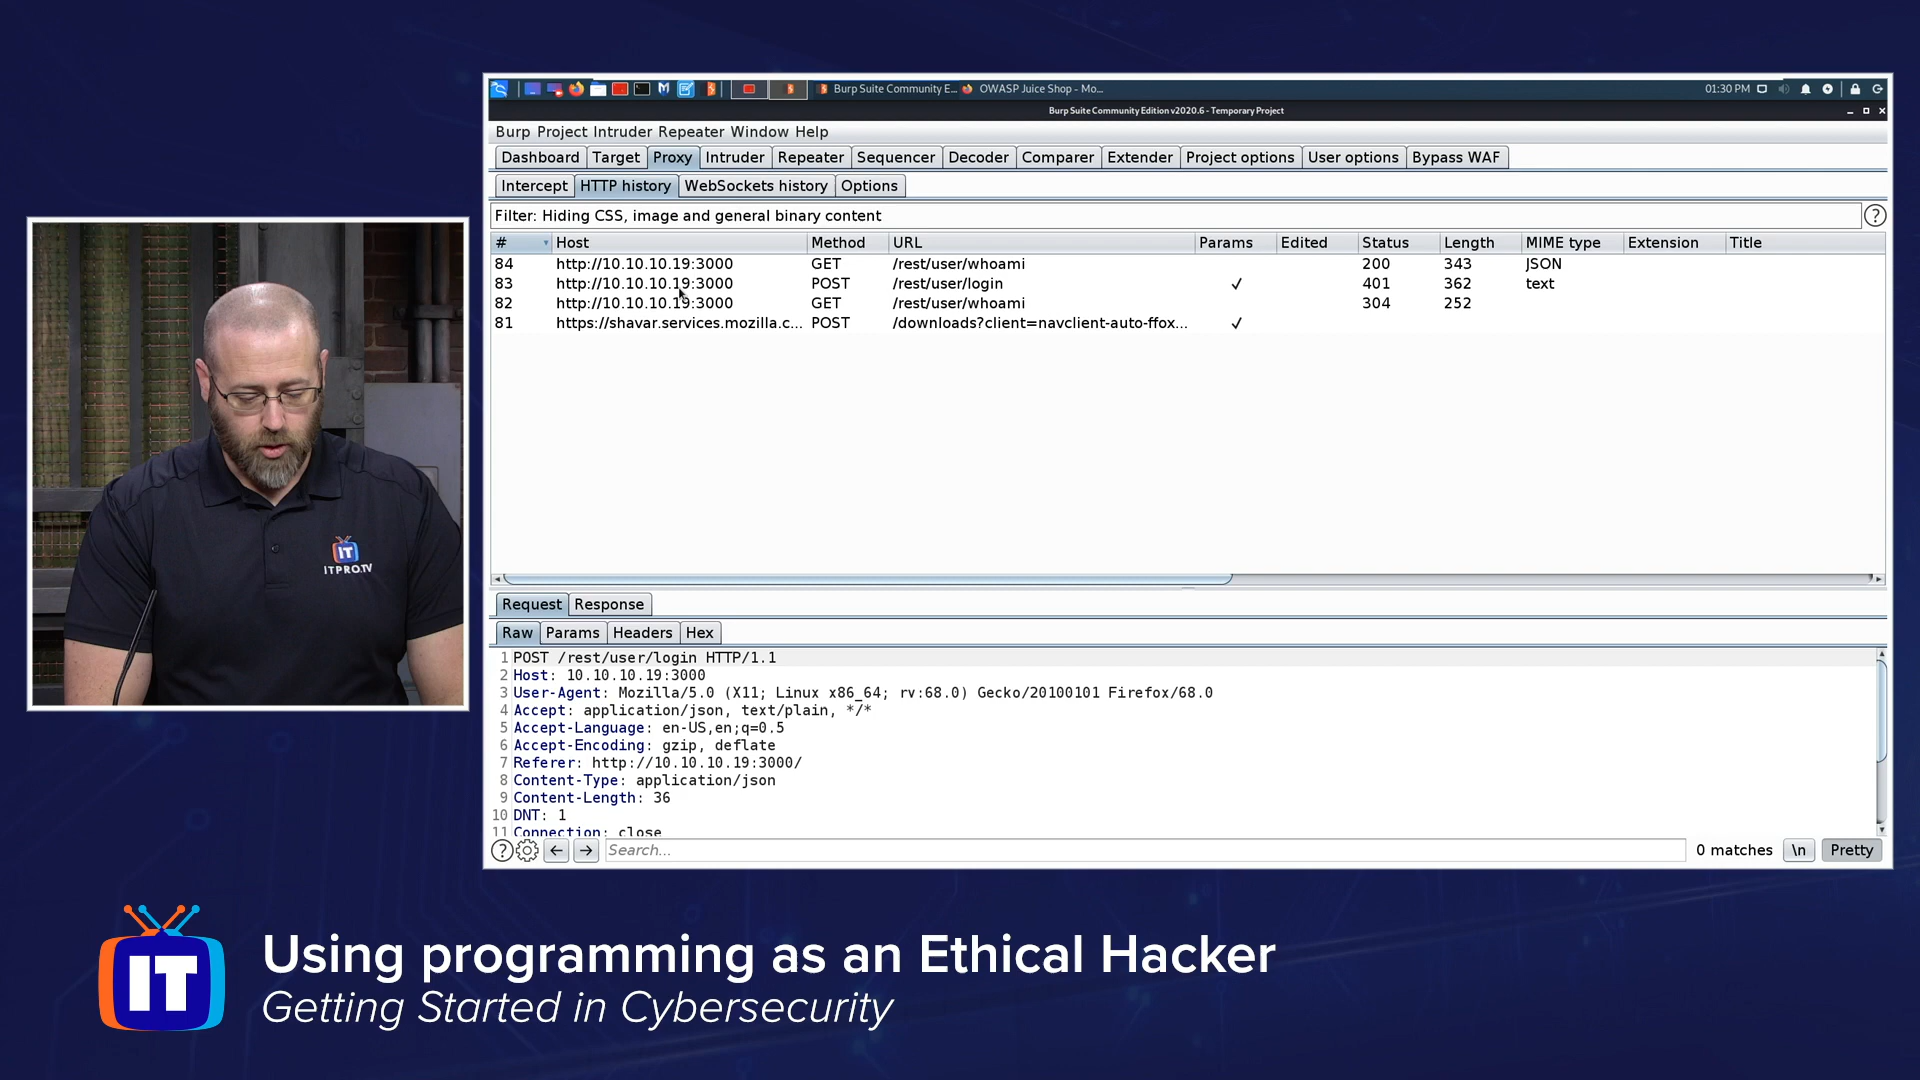 Burp Suite Community E... OWASP Juice Shop - Mo... 01:30 PM
Burp Suite Community Edition v2020.6 - Temporary Project
Burp Project Intruder Repeater Window Help
Dashboard Target Proxy Intruder Repeater Sequencer Decoder Comparer Extender Project options User options Bypass WAF
Intercept HTTP history WebSockets history Options
Filter: Hiding CSS, image and general binary content ?
# Host Method URL Params Edited Status Length MIME type Extension Title
84 http://10.10.10.19:3000 GET /rest/user/whoami 200 343 JSON
83 http://10.10.10.19:3000 POST /rest/user/login ✓ 401 362 text
82 http://10.10.10.19:3000 GET /rest/user/whoami 304 252
81 https://shavar.services.mozilla.c... POST /downloads?client=navclient-auto-ffox... ✓
Request Response
Raw Params Headers Hex
1 POST /rest/user/login HTTP/1.1
2 Host: 10.10.10.19:3000
3 User-Agent: Mozilla/5.0 (X11; Linux x86_64; rv:68.0) Gecko/20100101 Firefox/68.0
4 Accept: application/json, text/plain, */*
5 Accept-Language: en-US,en;q=0.5
6 Accept-Encoding: gzip, deflate
7 Referer: http://10.10.10.19:3000/
8 Content-Type: application/json
9 Content-Length: 36
10 DNT: 1
11 Connection: close
? Search... 0 matches \n Pretty
IT
ITPRO.TV
IT
Using programming as an Ethical Hacker
Getting Started in Cybersecurity